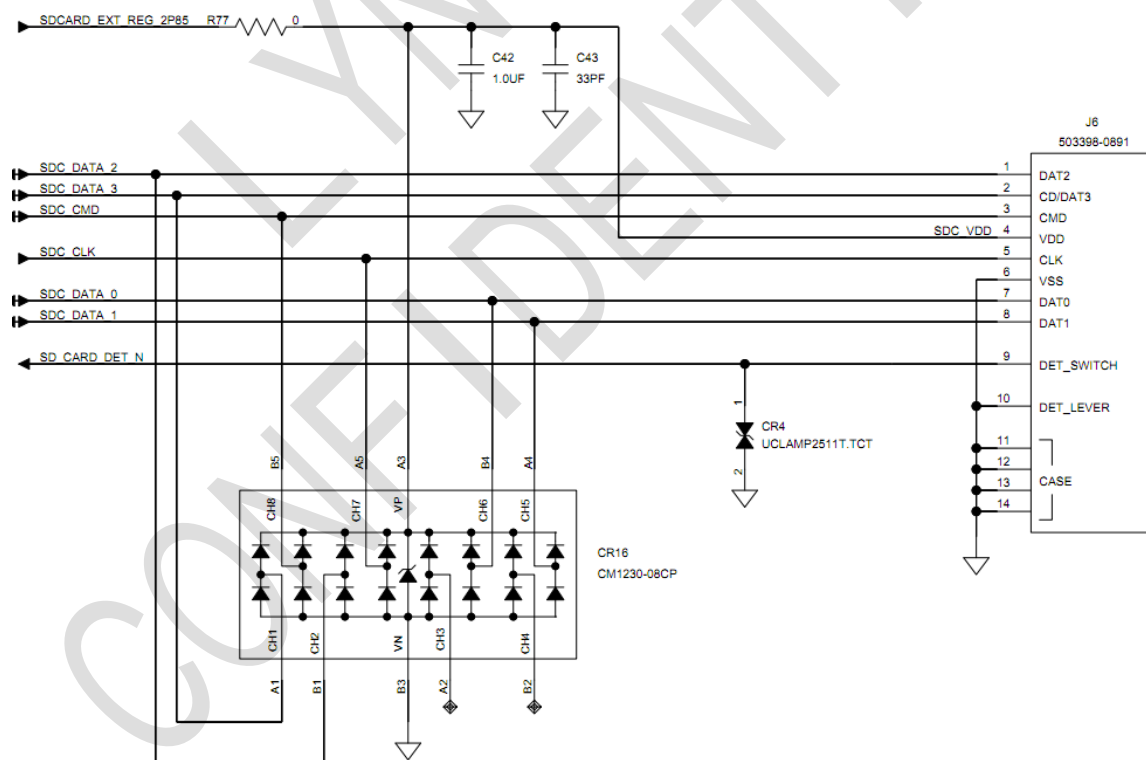 SDCARD_EXT_REG_2P85 R77 0
C42
1.0UF
C43
33PF
J6
503398-0891
SDC_DATA_2
SDC_DATA_3
SDC_CMD
SDC_CLK
SDC_DATA_0
SDC_DATA_1
SD_CARD_DET_N
SDC_VDD
1 DAT2
2 CD/DAT3
3 CMD
4 VDD
5 CLK
6 VSS
7 DAT0
8 DAT1
9 DET_SWITCH
10 DET_LEVER
11
12
13
14
CASE
1
CR4
UCLAMP2511T.TCT
2
B5 A5 A3 B4 A4
CH8 CH7 VP CH6 CH5
CR16
CM1230-08CP
CH1 CH2 VN CH3 CH4
A1 B1 B3 A2 B2
CONFIDENT